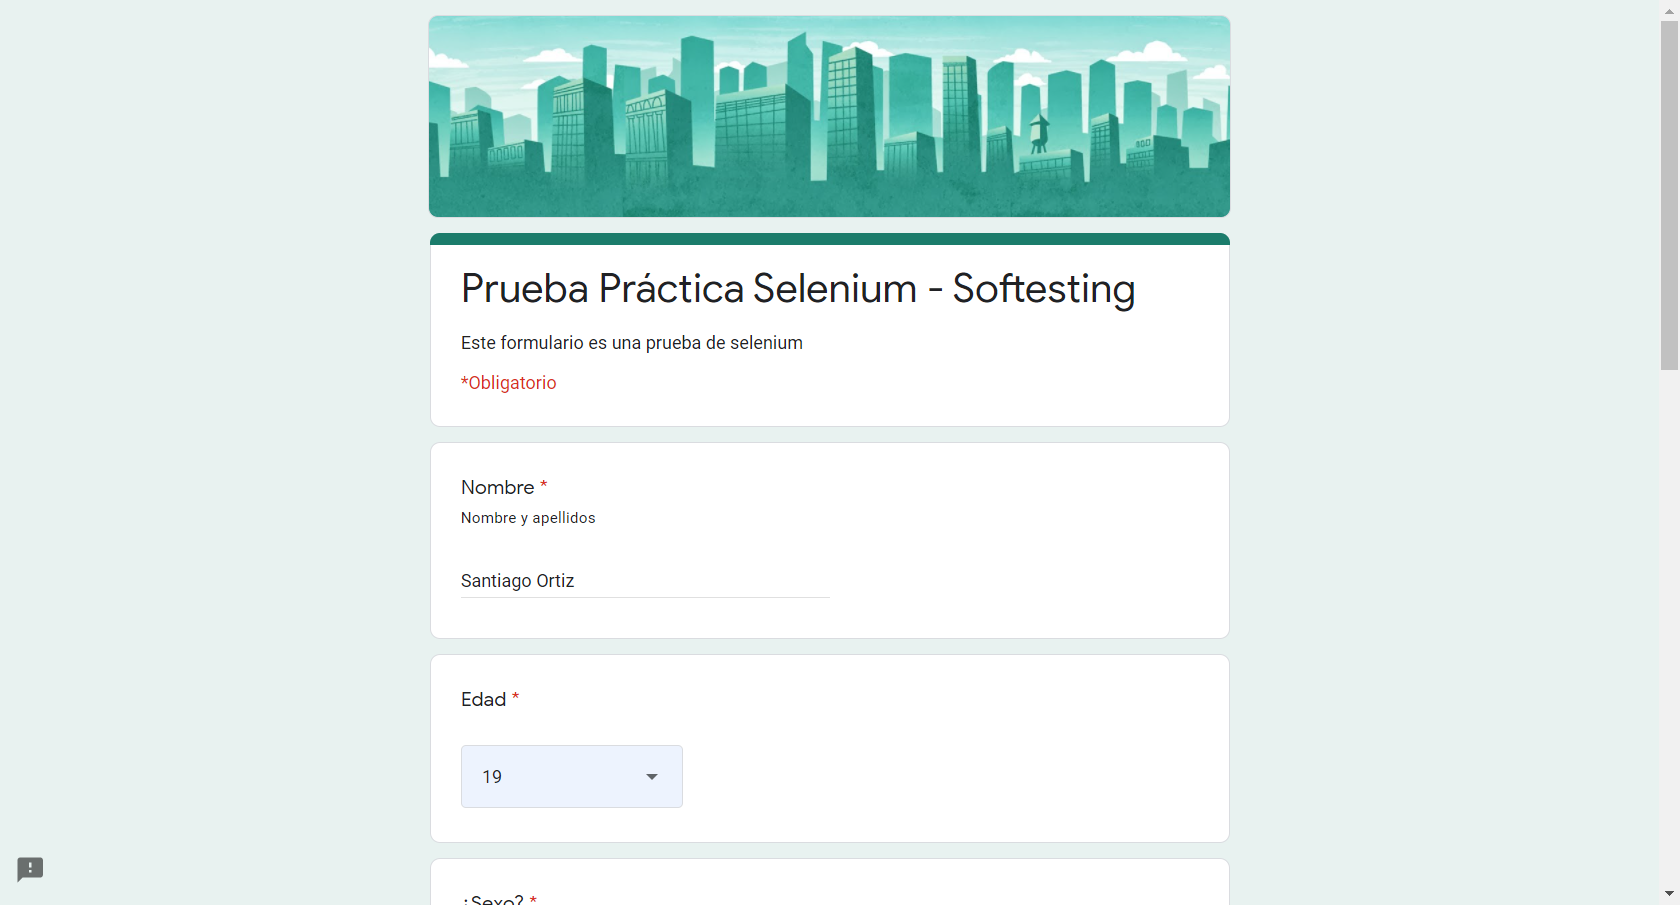 Prueba Práctica Selenium - Softesting
Este formulario es una prueba de selenium
*Obligatorio
Nombre *
Nombre y apellidos
Santiago Ortiz
Edad *
19
¿Sexo? *